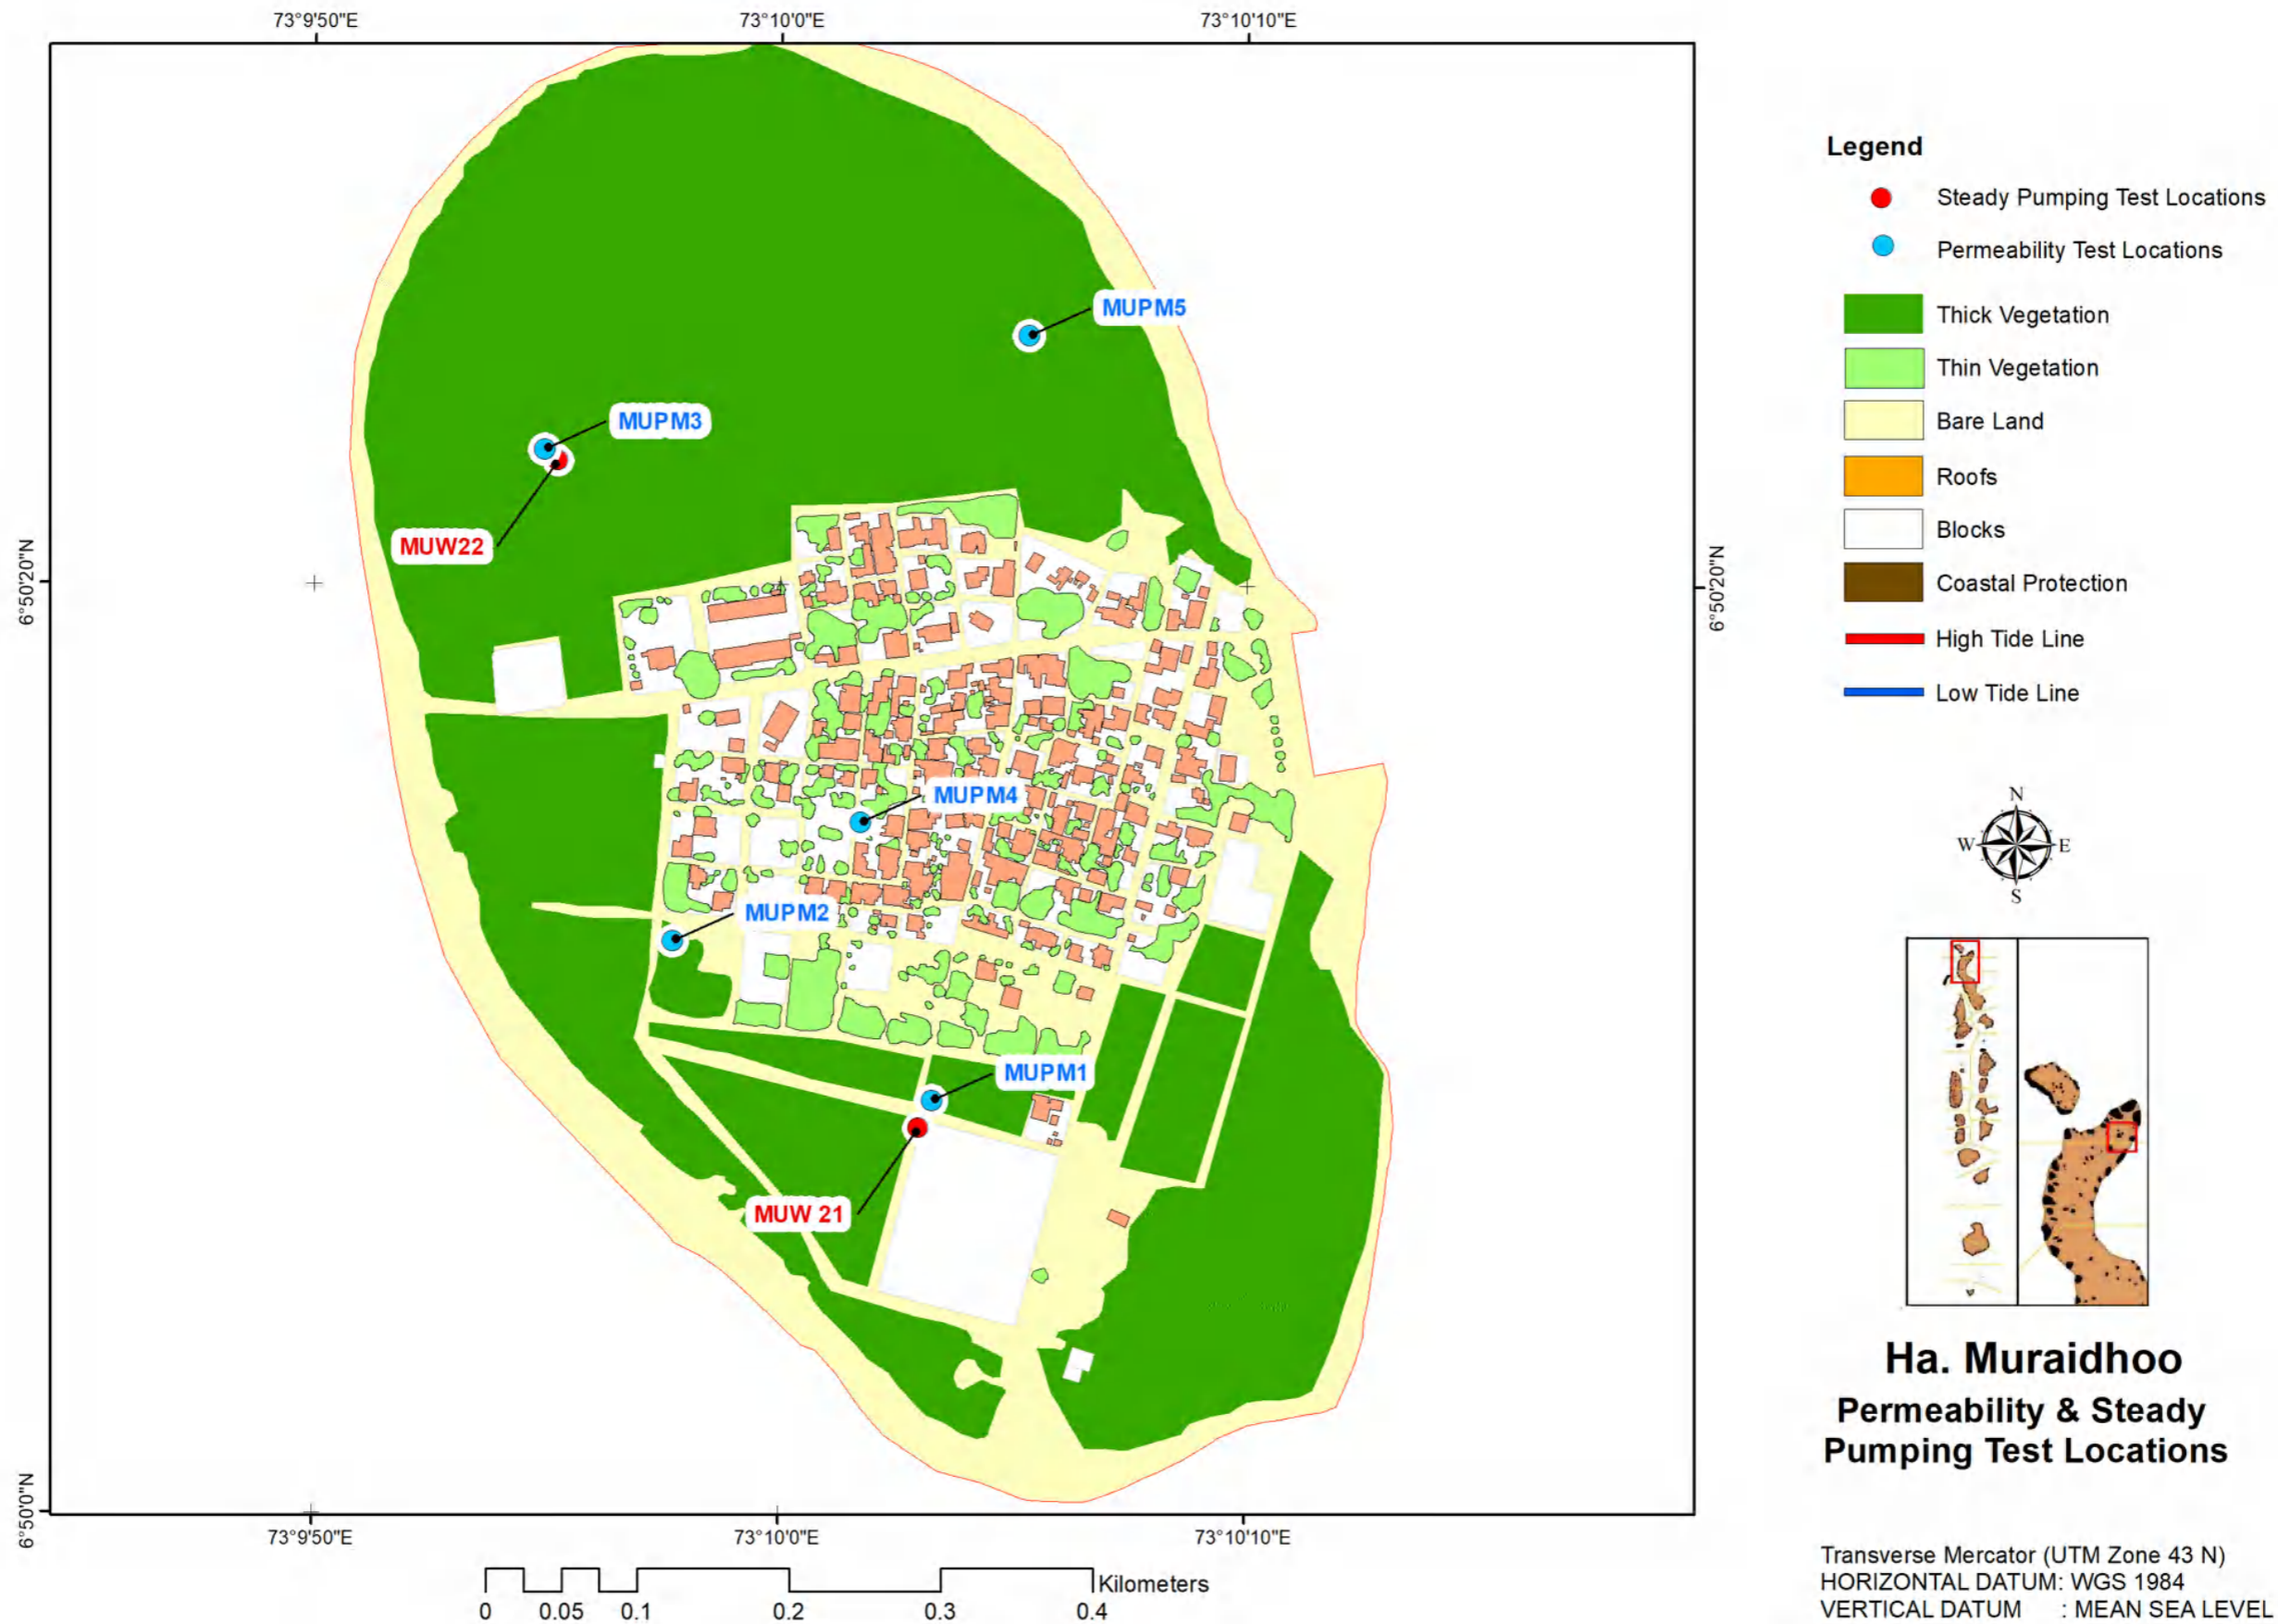 73°9'50"E
73°10'0"E
73°10'10"E
MUPM5
MUPM3
MUW22
6°50'20"N
6°50'20"N
MUPM4
MUPM2
MUPM1
MUW 21
6°50'0"N
73°9'50"E
73°10'0"E
73°10'10"E
Kilometers
0 0.05 0.1 0.2 0.3 0.4
Legend
Steady Pumping Test Locations
Permeability Test Locations
Thick Vegetation
Thin Vegetation
Bare Land
Roofs
Blocks
Coastal Protection
High Tide Line
Low Tide Line
N
W E
S
Ha. Muraidhoo
Permeability & Steady
Pumping Test Locations
Transverse Mercator (UTM Zone 43 N)
HORIZONTAL DATUM: WGS 1984
VERTICAL DATUM : MEAN SEA LEVEL